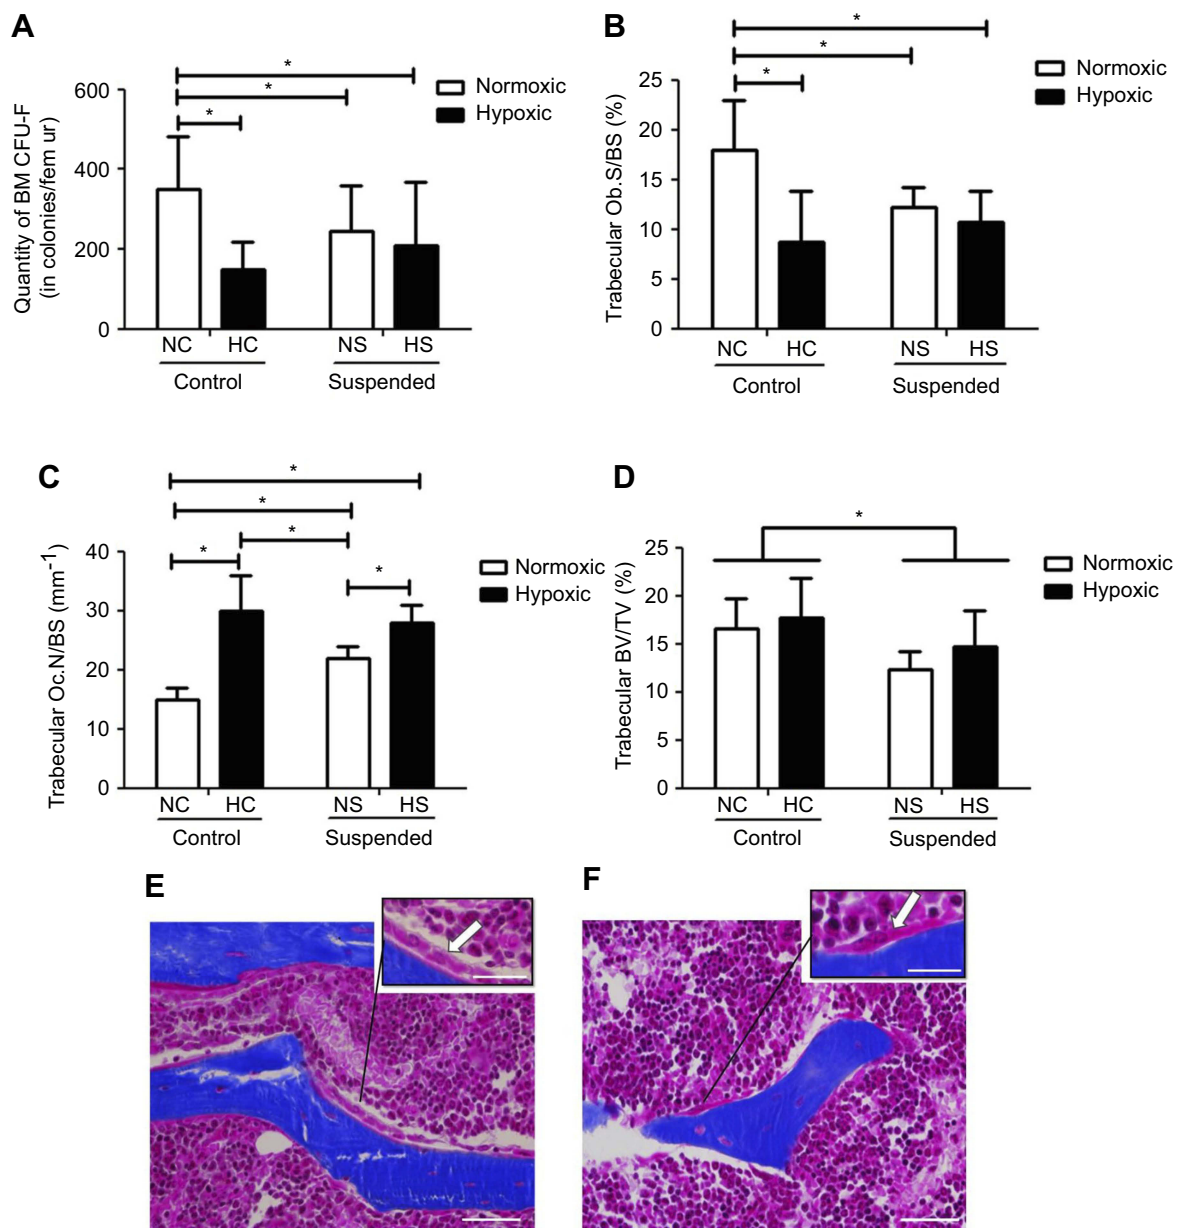 A
Quantity of BM CFU-F
(in colonies/fem ur)
600
400
200
0
*
*
*
Normoxic
Hypoxic
NC HC NS HS
Control Suspended
B
Trabecular Ob.S/BS (%)
25
20
15
10
5
0
*
*
*
Normoxic
Hypoxic
NC HC NS HS
Control Suspended
C
Trabecular Oc.N/BS (mm⁻¹)
40
30
20
10
0
*
*
*
*
*
Normoxic
Hypoxic
NC HC NS HS
Control Suspended
D
Trabecular BV/TV (%)
25
20
15
10
5
0
*
Normoxic
Hypoxic
NC HC NS HS
Control Suspended
E
F